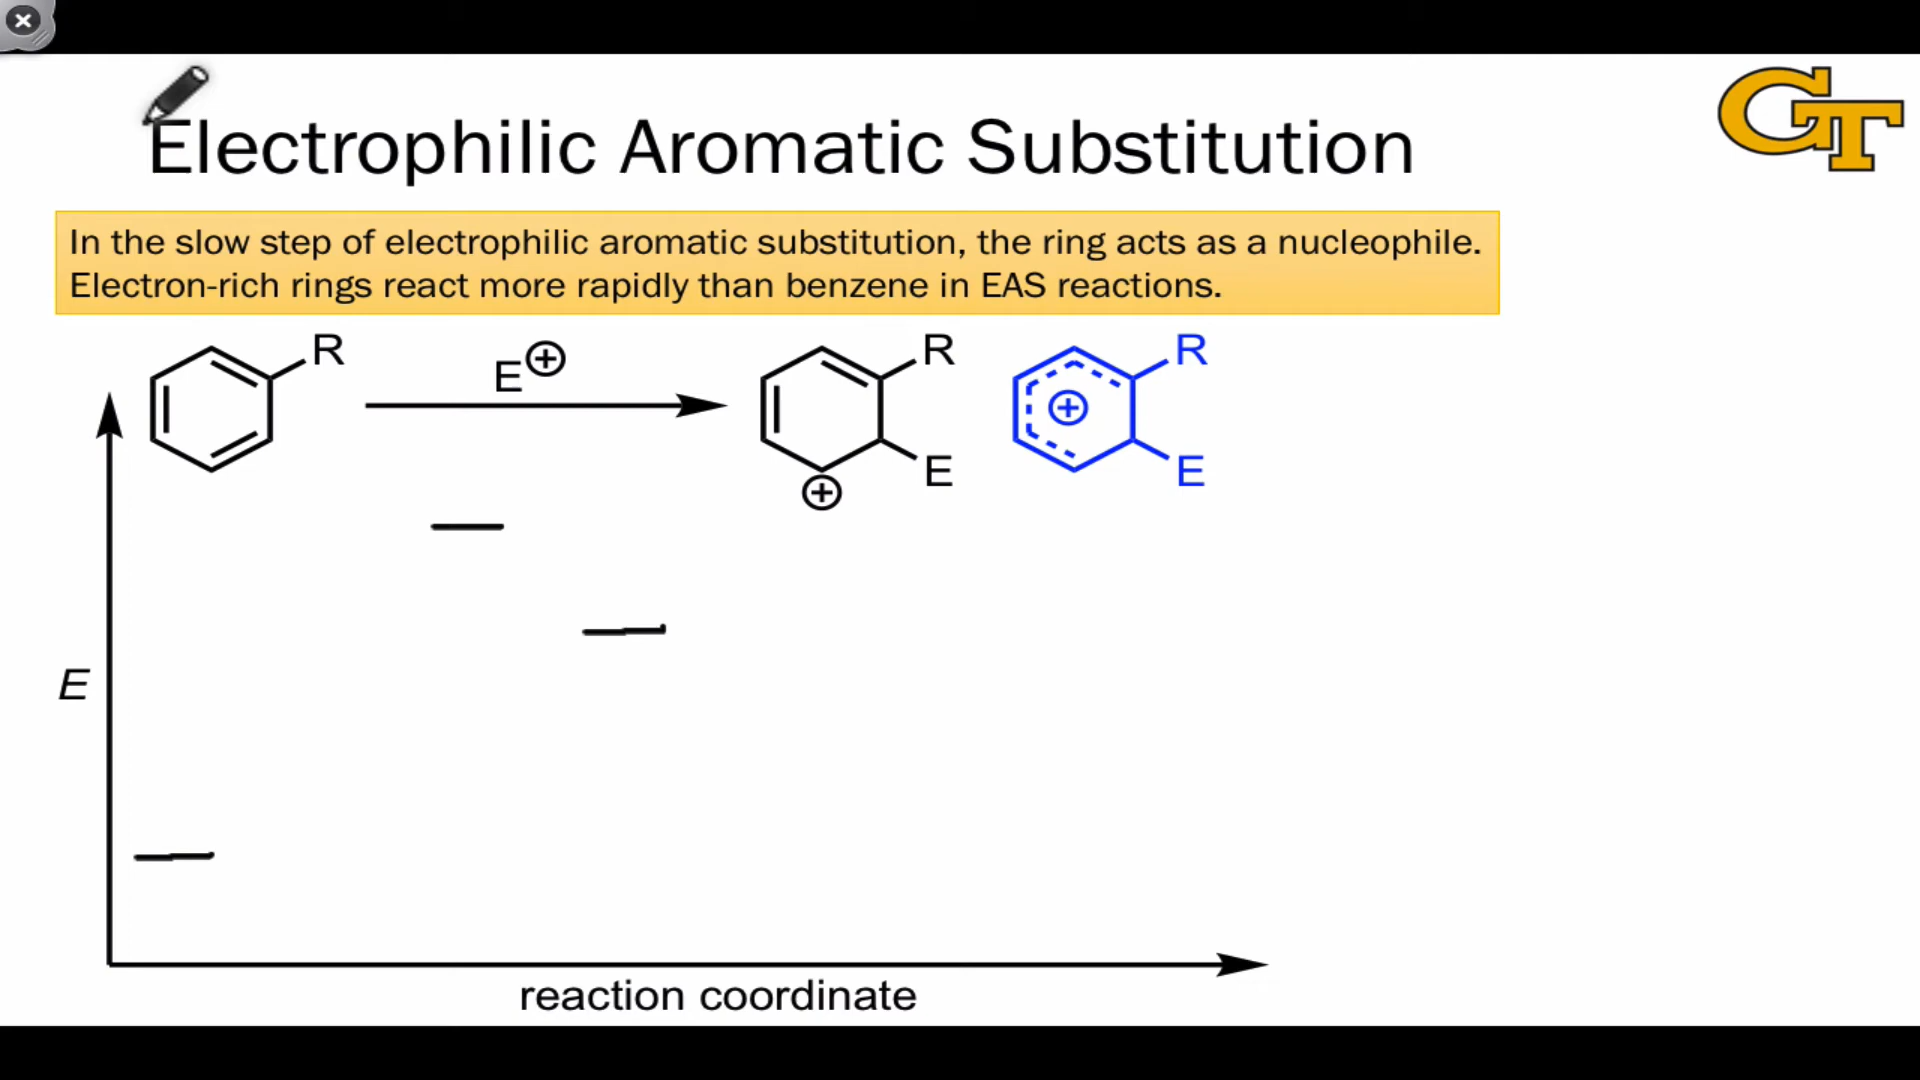 GT
Electrophilic Aromatic Substitution
In the slow step of electrophilic aromatic substitution, the ring acts as a nucleophile.
Electron-rich rings react more rapidly than benzene in EAS reactions.
R
E⊕
R
⊕
E
R
⊕
E
E
reaction coordinate